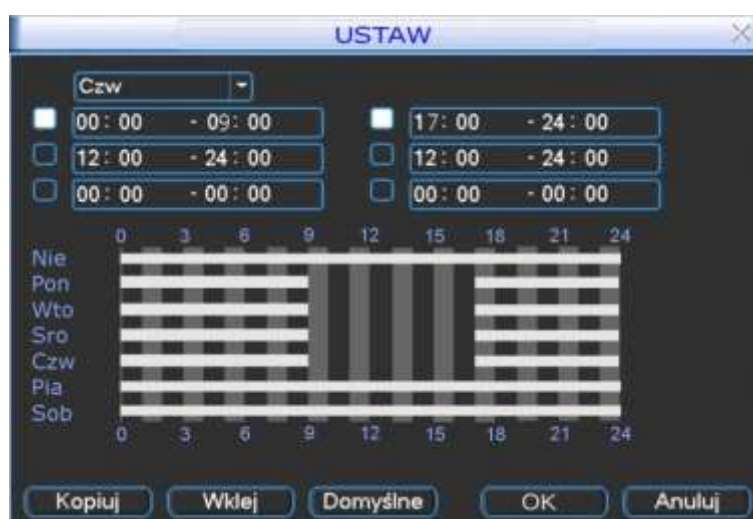 USTAW
Czw
00: 00 - 09: 00 17: 00 - 24: 00
12: 00 - 24: 00 12: 00 - 24: 00
00: 00 - 00: 00 00: 00 - 00: 00
0 3 6 9 12 15 18 21 24
Nie
Pon
Wto
Sro
Czw
Pia
Sob
0 3 6 9 12 15 18 21 24
Kopiuj Wklej Domyślne OK Anuluj